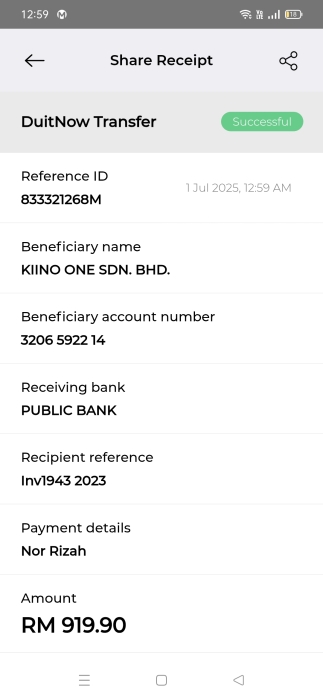 12:59
Share Receipt
DuitNow Transfer
Successful
Reference ID
833321268M
1 Jul 2025, 12:59 AM
Beneficiary name
KIINO ONE SDN. BHD.
Beneficiary account number
3206 5922 14
Receiving bank
PUBLIC BANK
Recipient reference
Inv1943 2023
Payment details
Nor Rizah
Amount
RM 919.90